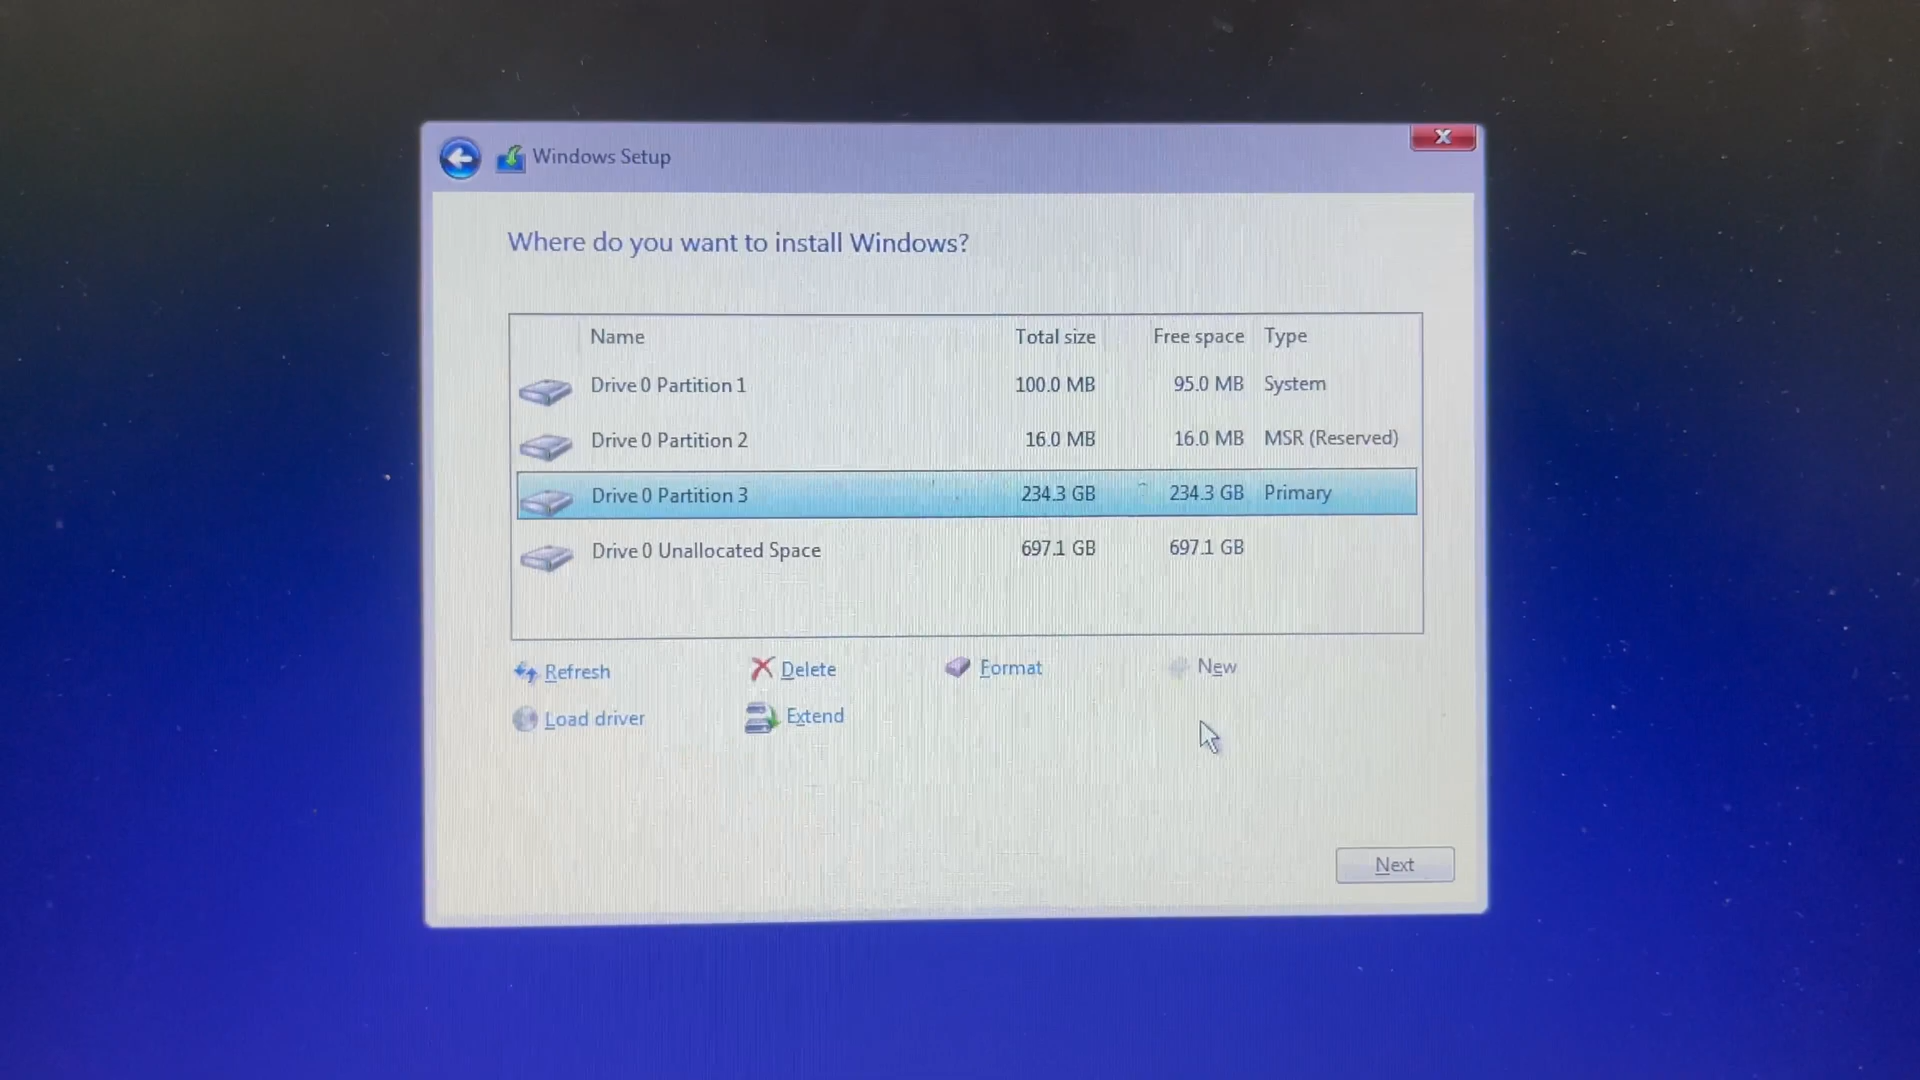 Windows Setup
Where do you want to install Windows?
Name Total size Free space Type
Drive 0 Partition 1 100.0 MB 95.0 MB System
Drive 0 Partition 2 16.0 MB 16.0 MB MSR (Reserved)
Drive 0 Partition 3 234.3 GB 234.3 GB Primary
Drive 0 Unallocated Space 697.1 GB 697.1 GB
Refresh Delete Format New
Load driver Extend
Next